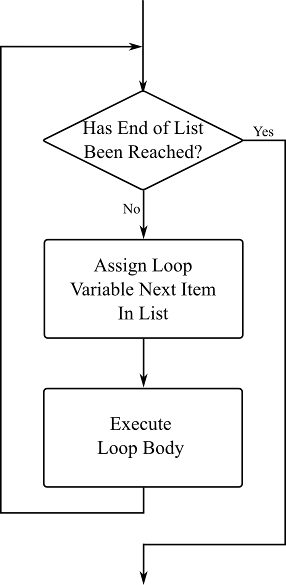 Has End of List
Been Reached?
Yes
No
Assign Loop
Variable Next Item
In List
Execute
Loop Body